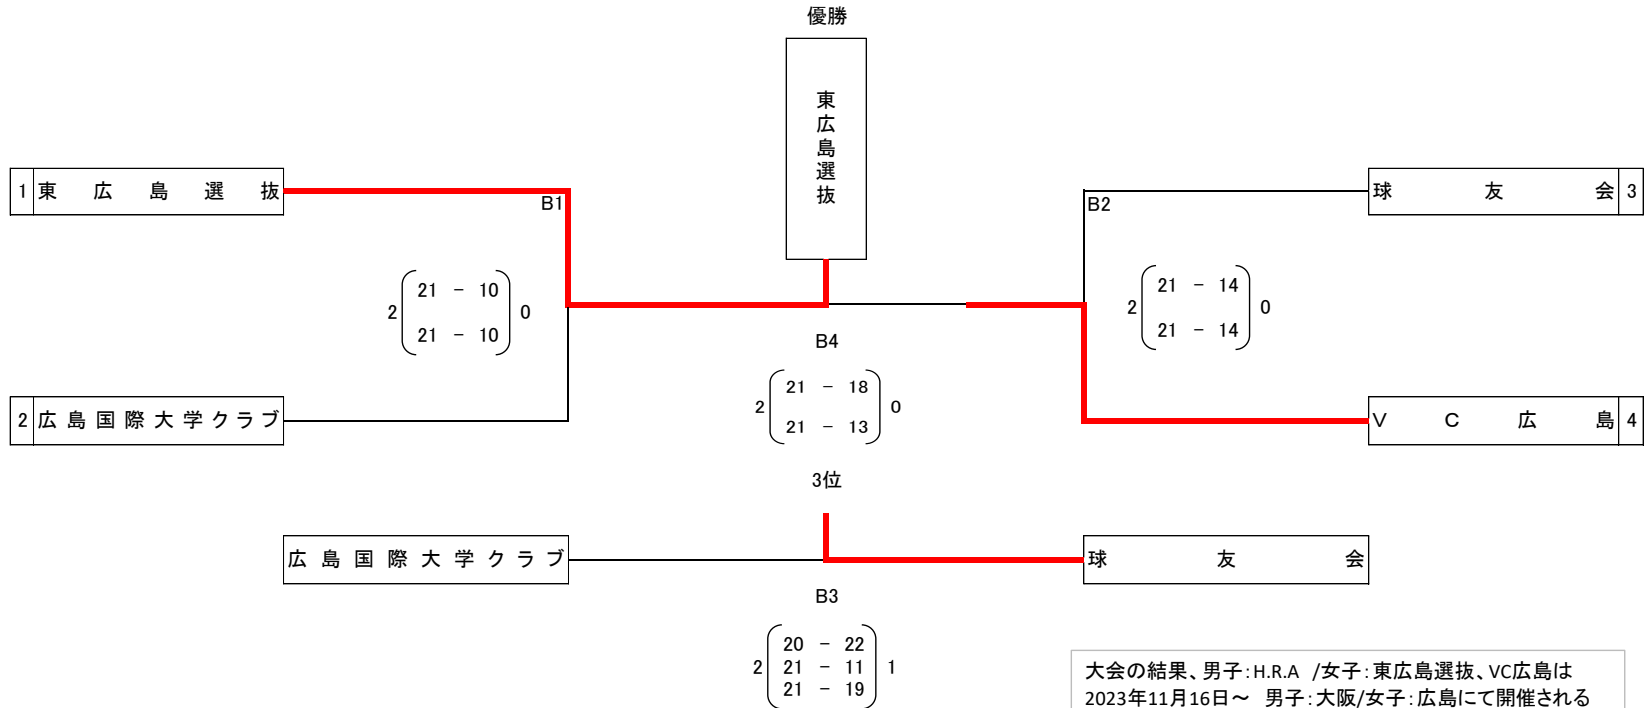 優勝
東広島選抜
1 東広島選抜
B1
B2
球友会 3
2 21 － 10 0
21 － 10
2 21 － 14 0
21 － 14
B4
2 21 － 18 0
21 － 13
2 広島国際大学クラブ
VC広島 4
3位
広島国際大学クラブ
球友会
B3
20 － 22
2 21 － 11 1
21 － 19
大会の結果、男子：H.R.A /女子：東広島選抜、VC広島は
2023年11月16日～ 男子：大阪/女子：広島にて開催される